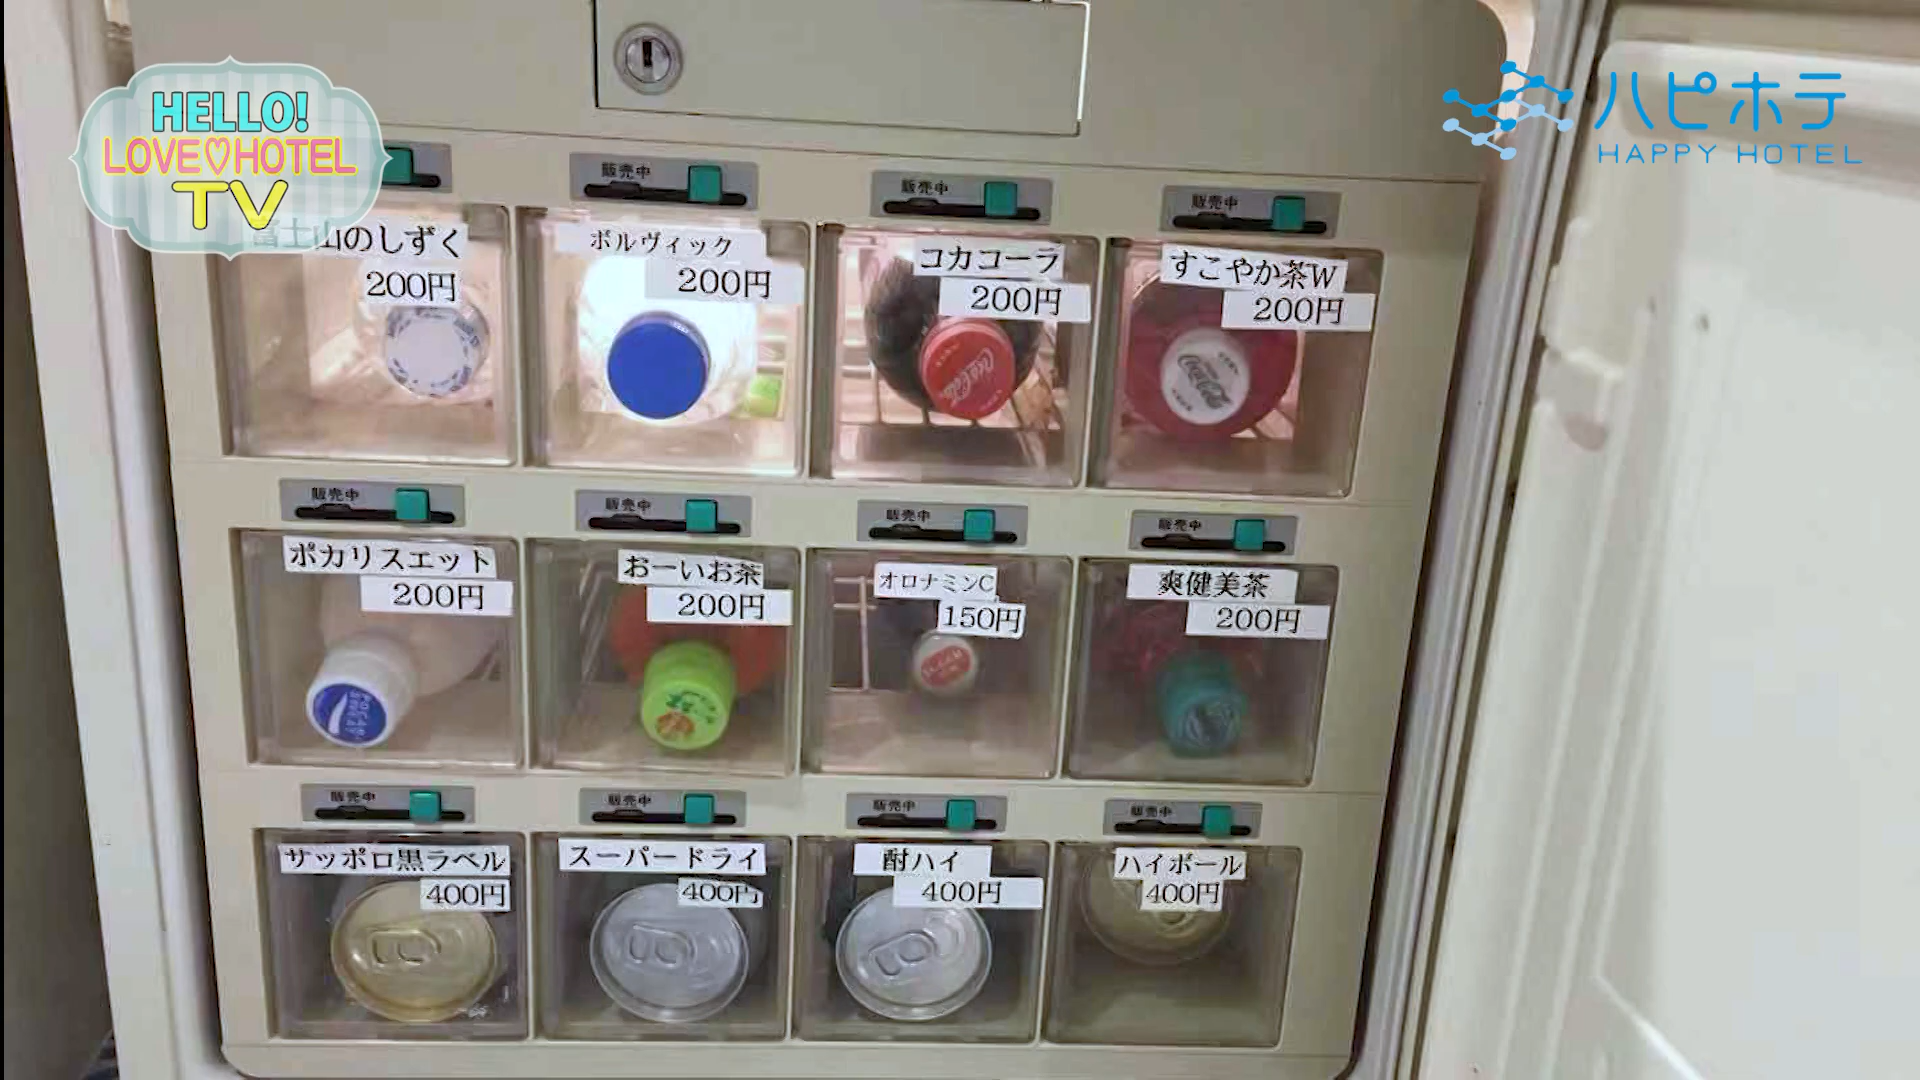 HELLO!
LOVE♡HOTEL
TV
ハピホテ
HAPPY HOTEL
販売中
販売中
販売中
富士山のしずく
200円
ボルヴィック
200円
コカコーラ
200円
すこやか茶W
200円
Coca-Cola
Coca-Cola
販売中
販売中
販売中
販売中
ポカリスエット
200円
おーいお茶
200円
オロナミンC
150円
爽健美茶
200円
POCARI
SWEAT
販売中
販売中
販売中
販売中
サッポロ黒ラベル
400円
スーパードライ
400円
酎ハイ
400円
ハイボール
400円